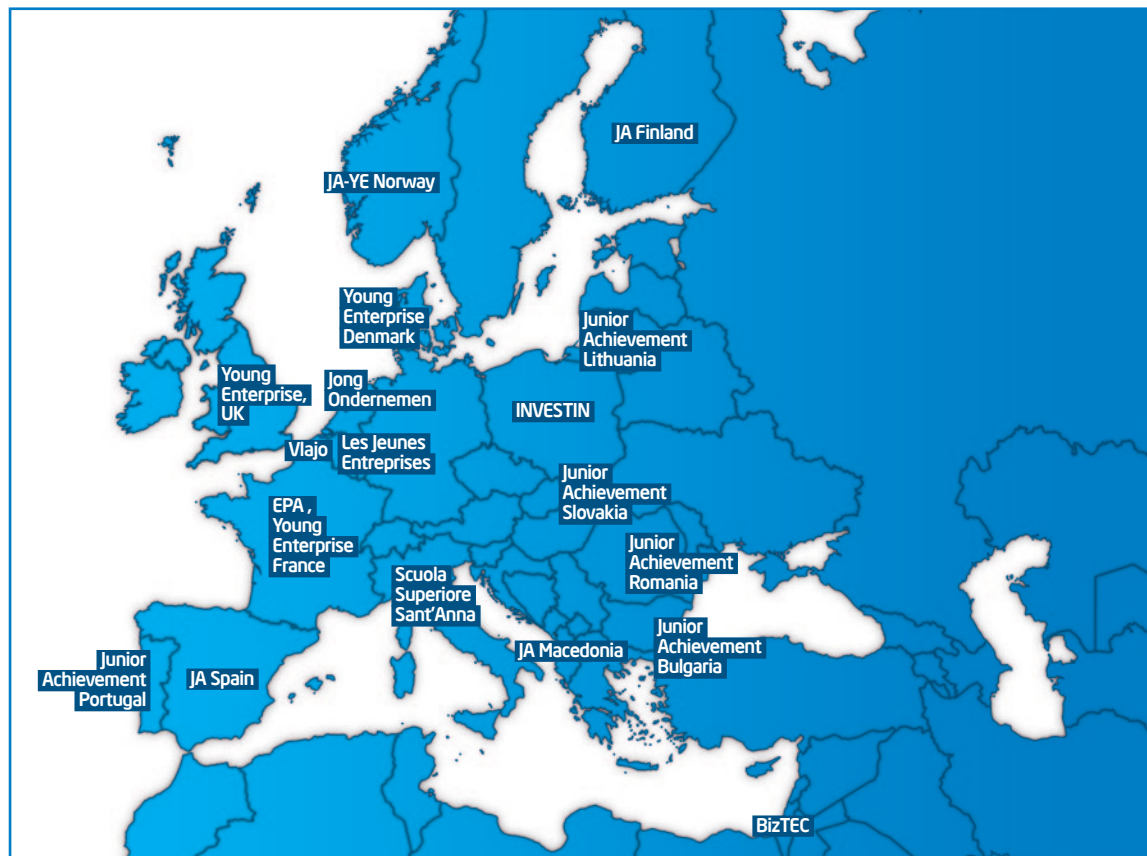 JA Finland
JA-YE Norway
Young
Enterprise
Denmark
Junior
Achievement
Lithuania
Young
Enterprise,
UK
Jong
Ondernemen
INVESTIN
Vlajo
Les Jeunes
Entreprises
Junior
Achievement
Slovakia
EPA ,
Young
Enterprise
France
Junior
Achievement
Romania
Scuola
Superiore
Sant'Anna
Junior
Achievement
Bulgaria
JA Macedonia
Junior
Achievement
Portugal
JA Spain
BizTEC